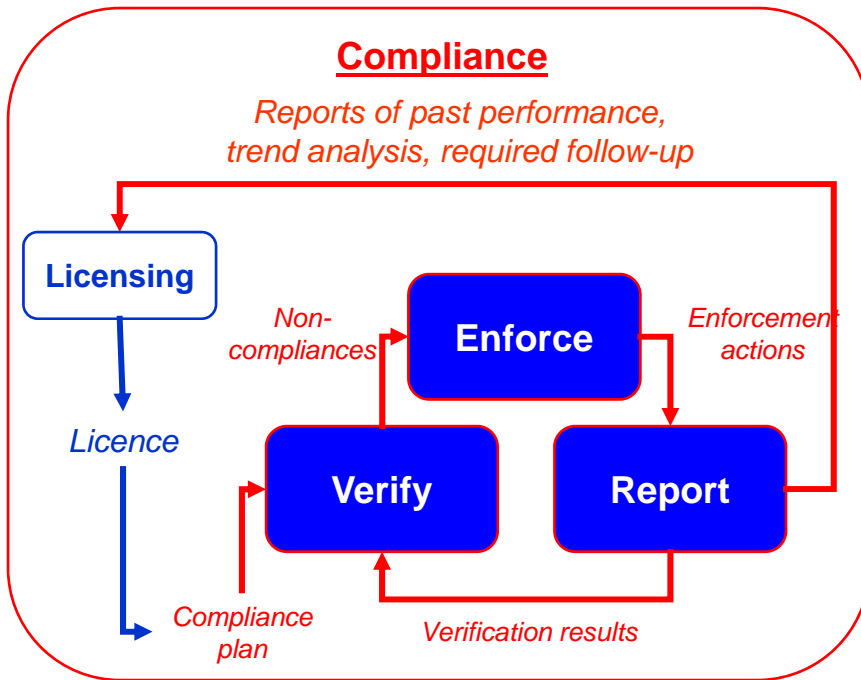 Compliance
Reports of past performance,
trend analysis, required follow-up
Licensing
Non-
compliances
Enforce
Enforcement
actions
Licence
Verify
Report
Compliance
plan
Verification results